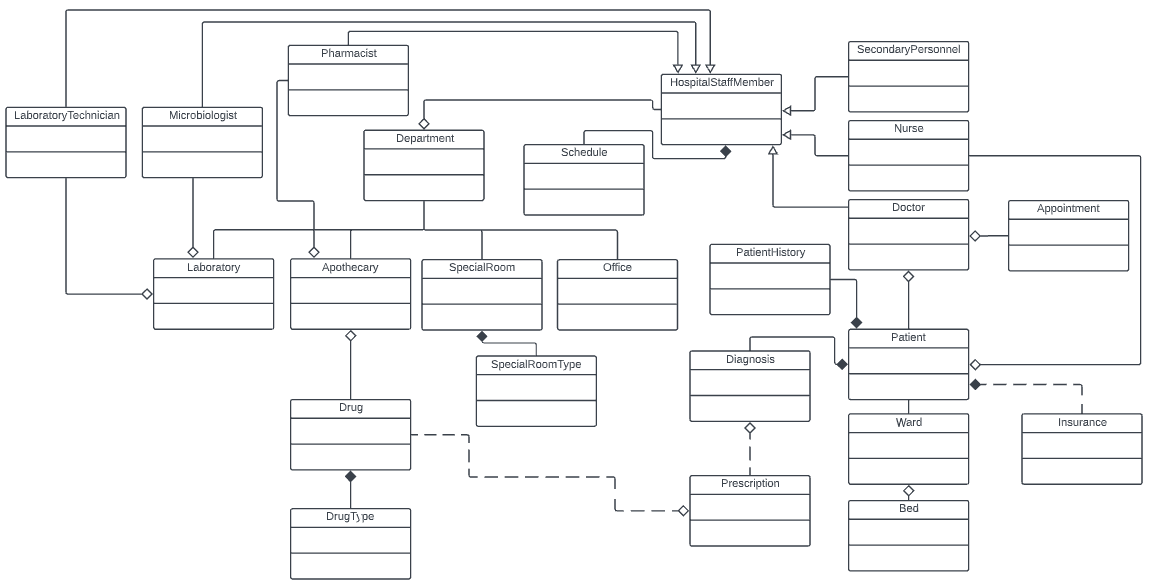 SecondaryPersonnel
Pharmacist
HospitalStaffMember
LaboratoryTechnician
Microbiologist
Nurse
Department
Schedule
Doctor
Appointment
PatientHistory
Laboratory
Apothecary
SpecialRoom
Office
Patient
Diagnosis
SpecialRoomType
Drug
Ward
Insurance
Prescription
Bed
DrugType